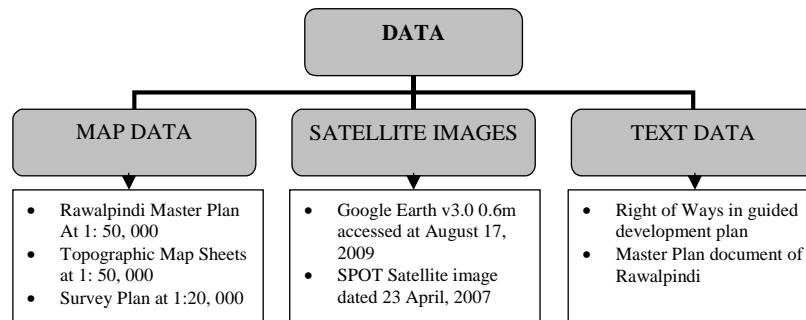 DATA
MAP DATA
SATELLITE IMAGES
TEXT DATA
• Rawalpindi Master Plan
At 1: 50, 000
• Topographic Map Sheets
at 1: 50, 000
• Survey Plan at 1:20, 000
• Google Earth v3.0 0.6m
accessed at August 17,
2009
• SPOT Satellite image
dated 23 April, 2007
• Right of Ways in guided
development plan
• Master Plan document of
Rawalpindi